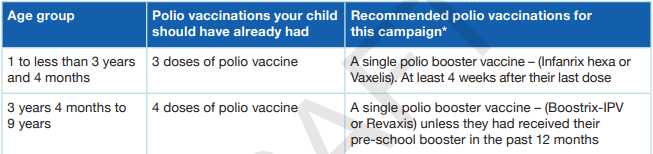 Age group
Polio vaccinations your child
should have already had
Recommended polio vaccinations for
this campaign*
1 to less than 3 years
and 4 months
3 doses of polio vaccine
A single polio booster vaccine – (Infanrix hexa or
Vaxelis). At least 4 weeks after their last dose
3 years 4 months to
9 years
4 doses of polio vaccine
A single polio booster vaccine – (Boostrix-IPV
or Revaxis) unless they had received their
pre-school booster in the past 12 months